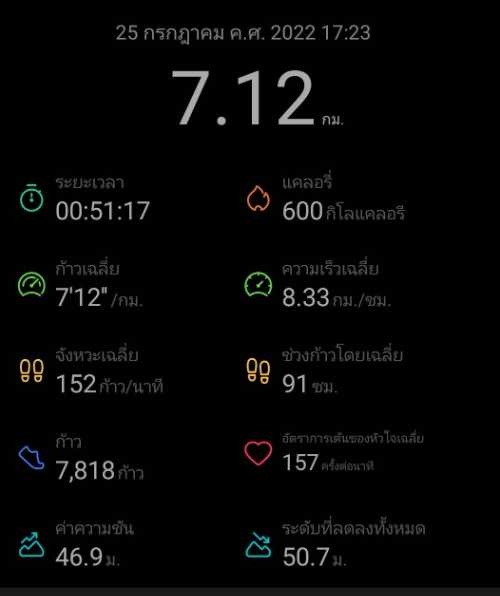 25 กรกฎาคม ค.ศ. 2022 17:23
7.12 กม.
ระยะเวลา
00:51:17
แคลอรี่
600 กิโลแคลอรี
ก้าวเฉลี่ย
7'12" /กม.
ความเร็วเฉลี่ย
8.33 กม./ชม.
จังหวะเฉลี่ย
152 ก้าว/นาที
ช่วงก้าวโดยเฉลี่ย
91 ซม.
ก้าว
7,818 ก้าว
อัตราการเต้นของหัวใจเฉลี่ย
157 ครั้งต่อนาที
ค่าความชัน
46.9 ม.
ระดับที่ลดลงทั้งหมด
50.7 ม.